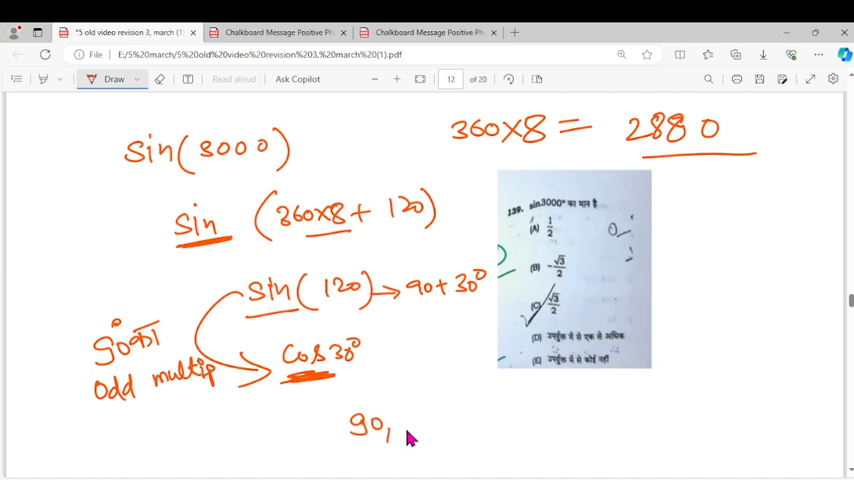 *5 old video revision 3, march (1)
Chalkboard Message Positive Ph
Chalkboard Message Positive Ph
File
E:/5%20march/5%20old%20video%20revision%203,%20march%20(1).pdf
Draw
Read aloud
Ask Copilot
12
of 20
sin(3000)
360×8 = 2880
sin (360×8+ 120)
sin(120) → 90+30°
90° का
odd multip
cos 30°
90,
139. sin3000° का मान है
(A) 1/2
(B) -√3/2
(C) √3/2
(D) उपर्युक्त में से एक से अधिक
(E) उपर्युक्त में से कोई नहीं